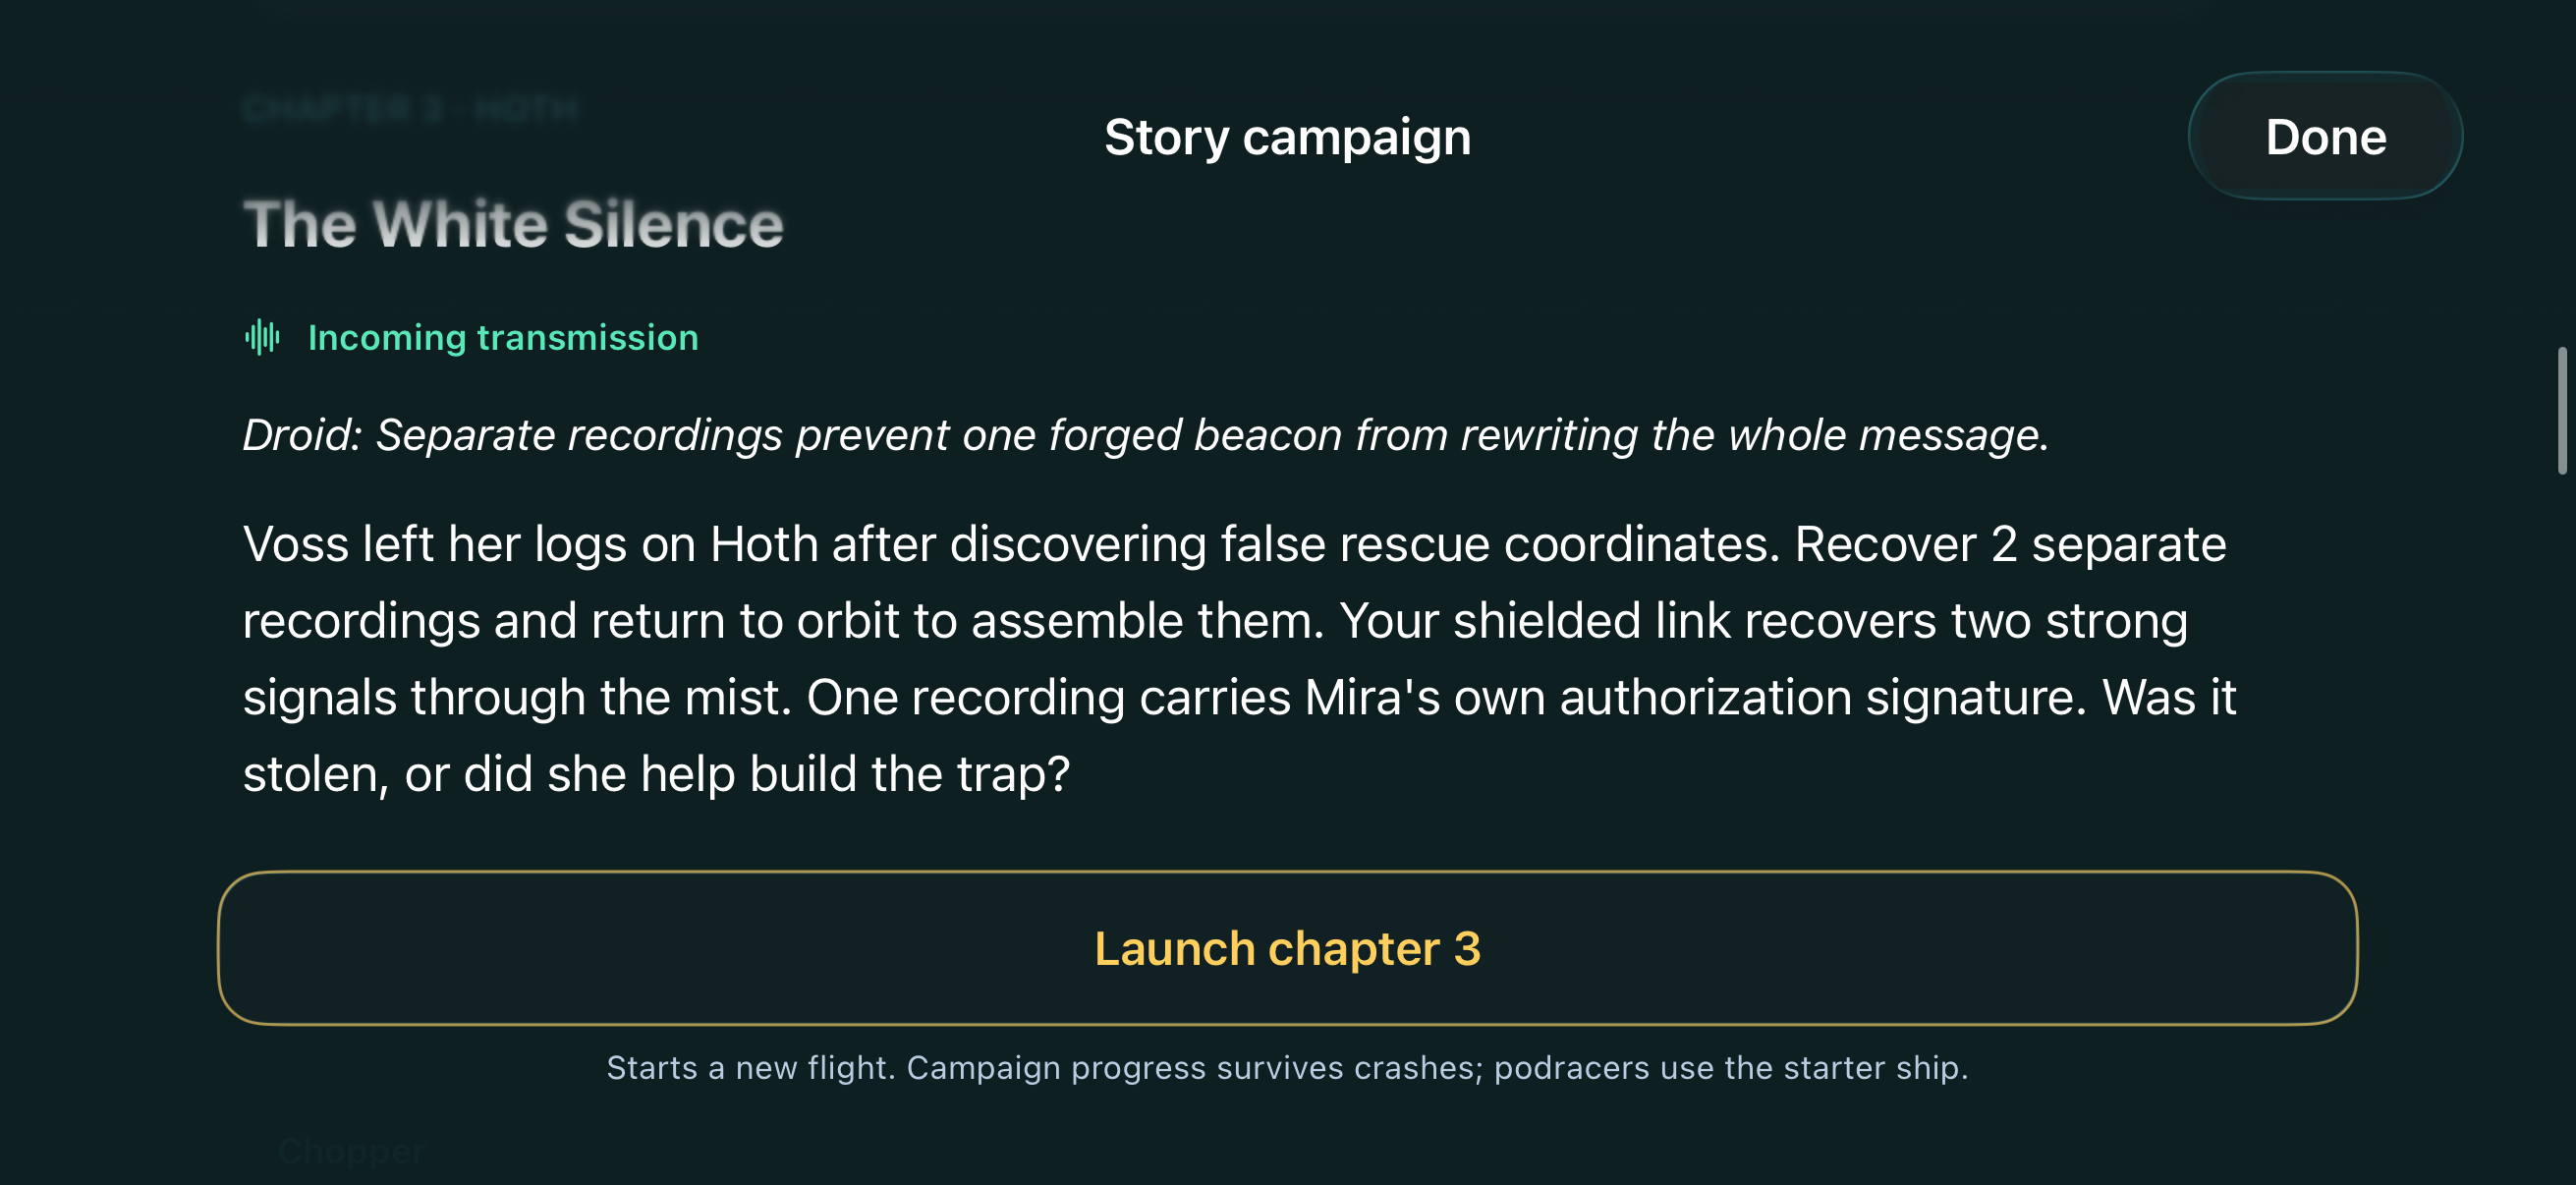 CHAPTER 3 · HOTH
Story campaign
Done
The White Silence
Incoming transmission
Droid: Separate recordings prevent one forged beacon from rewriting the whole message.
Voss left her logs on Hoth after discovering false rescue coordinates. Recover 2 separate
recordings and return to orbit to assemble them. Your shielded link recovers two strong
signals through the mist. One recording carries Mira's own authorization signature. Was it
stolen, or did she help build the trap?
Launch chapter 3
Starts a new flight. Campaign progress survives crashes; podracers use the starter ship.
Chopper